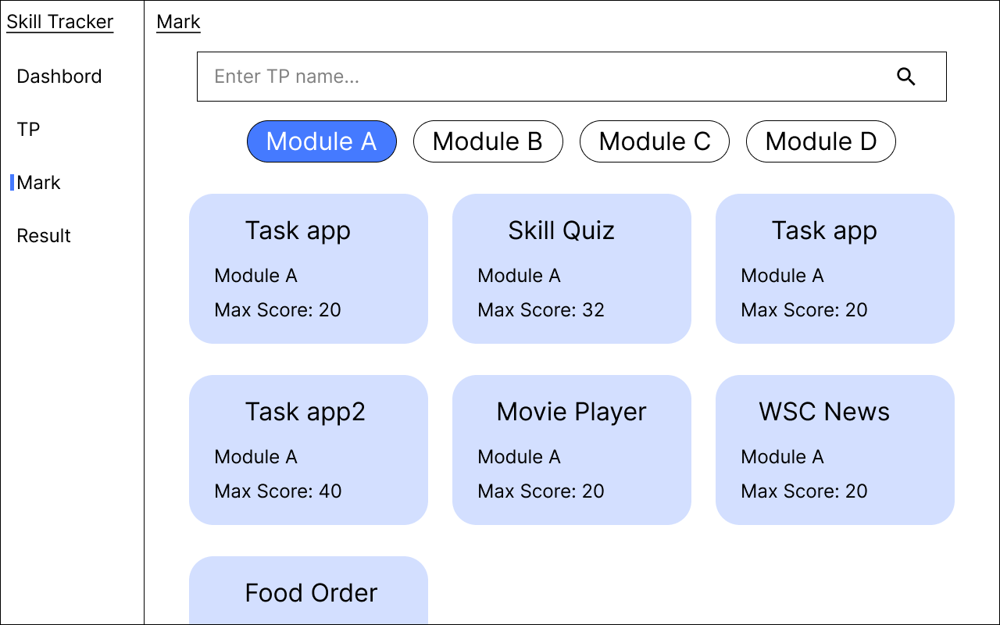 Skill Tracker
Dashbord
TP
Mark
Result
Mark
Enter TP name...
Module A
Module B
Module C
Module D
Task app
Module A
Max Score: 20
Skill Quiz
Module A
Max Score: 32
Task app
Module A
Max Score: 20
Task app2
Module A
Max Score: 40
Movie Player
Module A
Max Score: 20
WSC News
Module A
Max Score: 20
Food Order